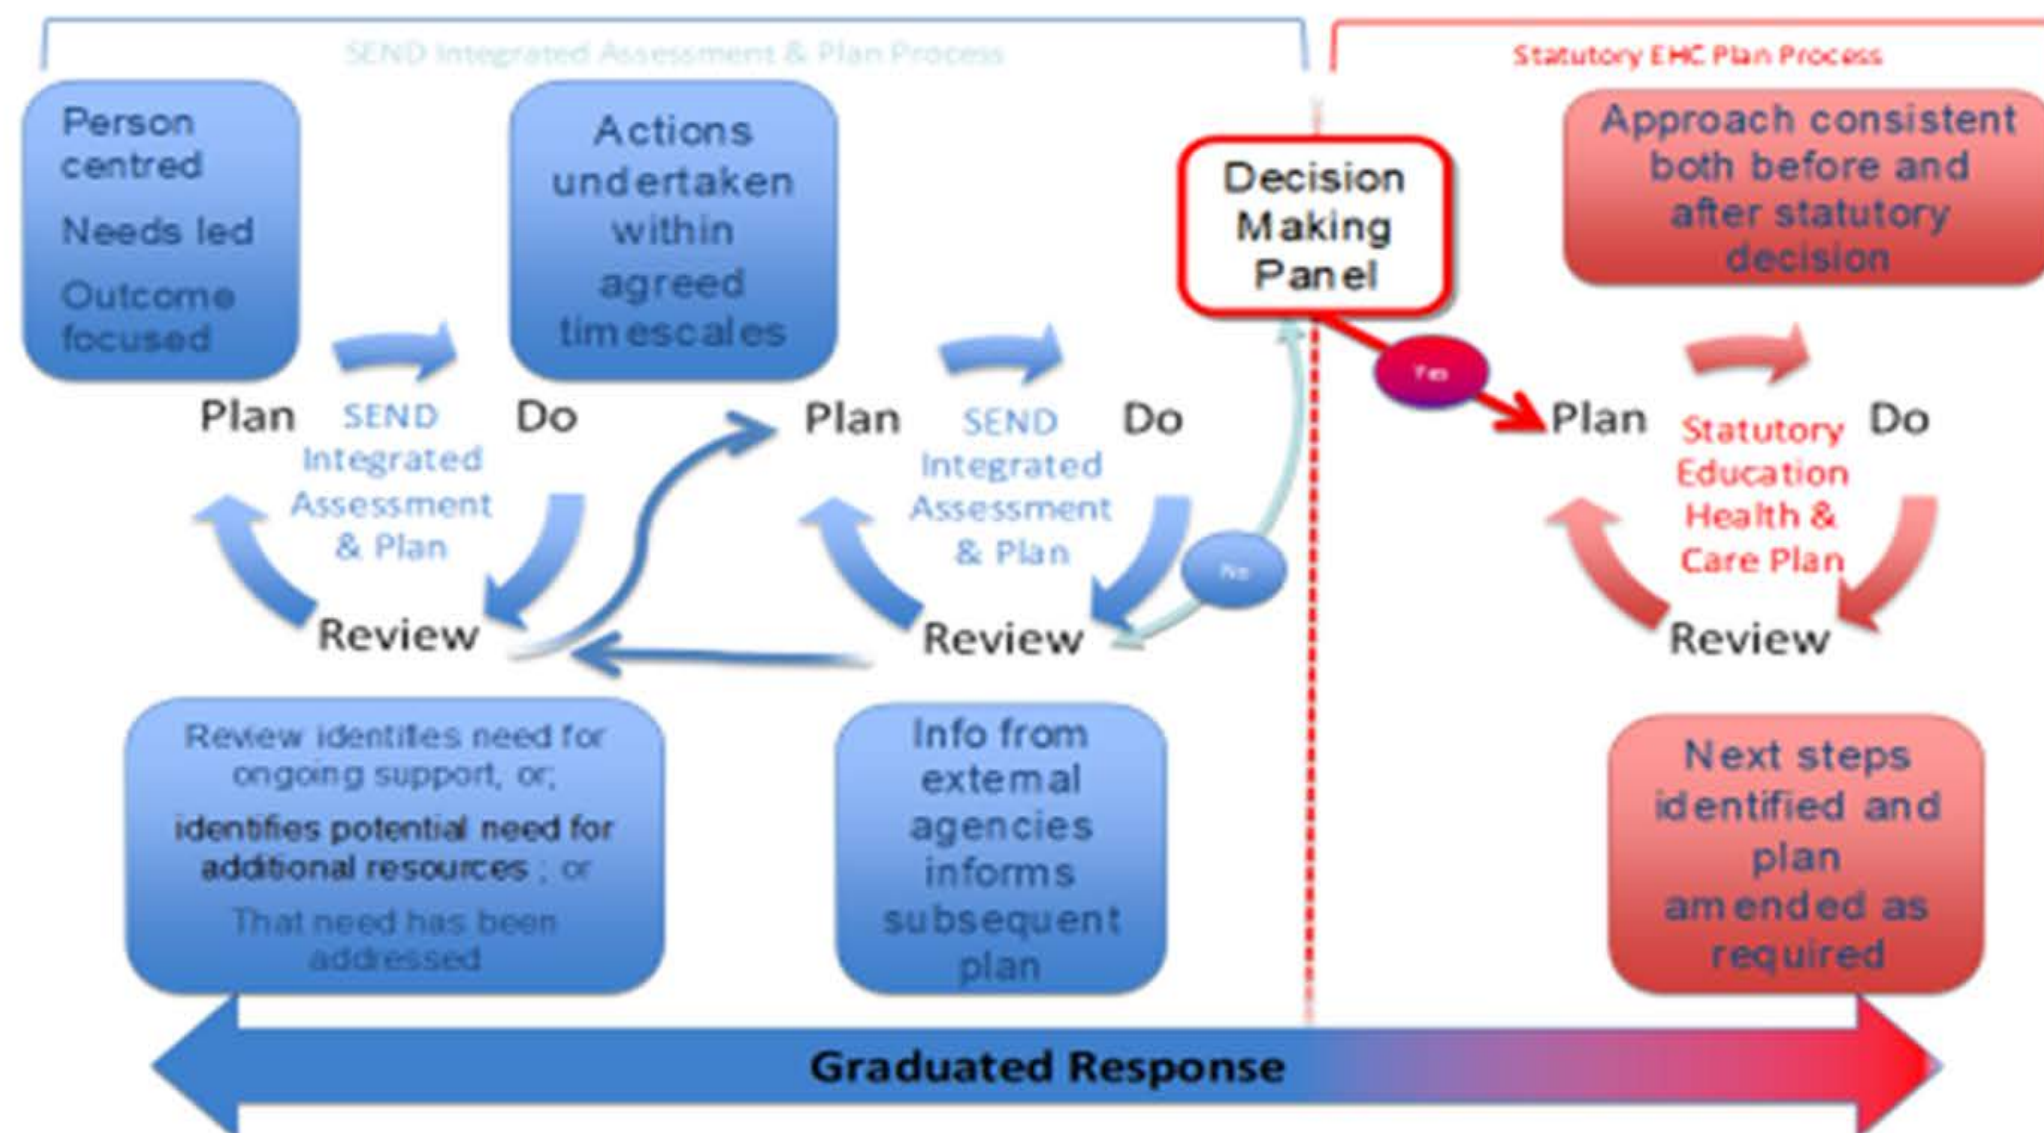 SEND Integrated Assessment & Plan Process
Statutory EHC Plan Process
Person
centred
Needs led
Outcome
focused
Actions
undertaken
within
agreed
timescales
Decision
Making
Panel
Approach consistent
both before and
after statutory
decision
Yes
Plan
SEND
Integrated
Assessment
& Plan
Do
Review
Plan
SEND
Integrated
Assessment
& Plan
Do
Review
No
Plan
Statutory
Education
Health &
Care Plan
Do
Review
Review identifies need for
ongoing support, or;
identifies potential need for
additional resources ; or
That need has been
addressed
Info from
external
agencies
informs
subsequent
plan
Next steps
identified and
plan
amended as
required
Graduated Response